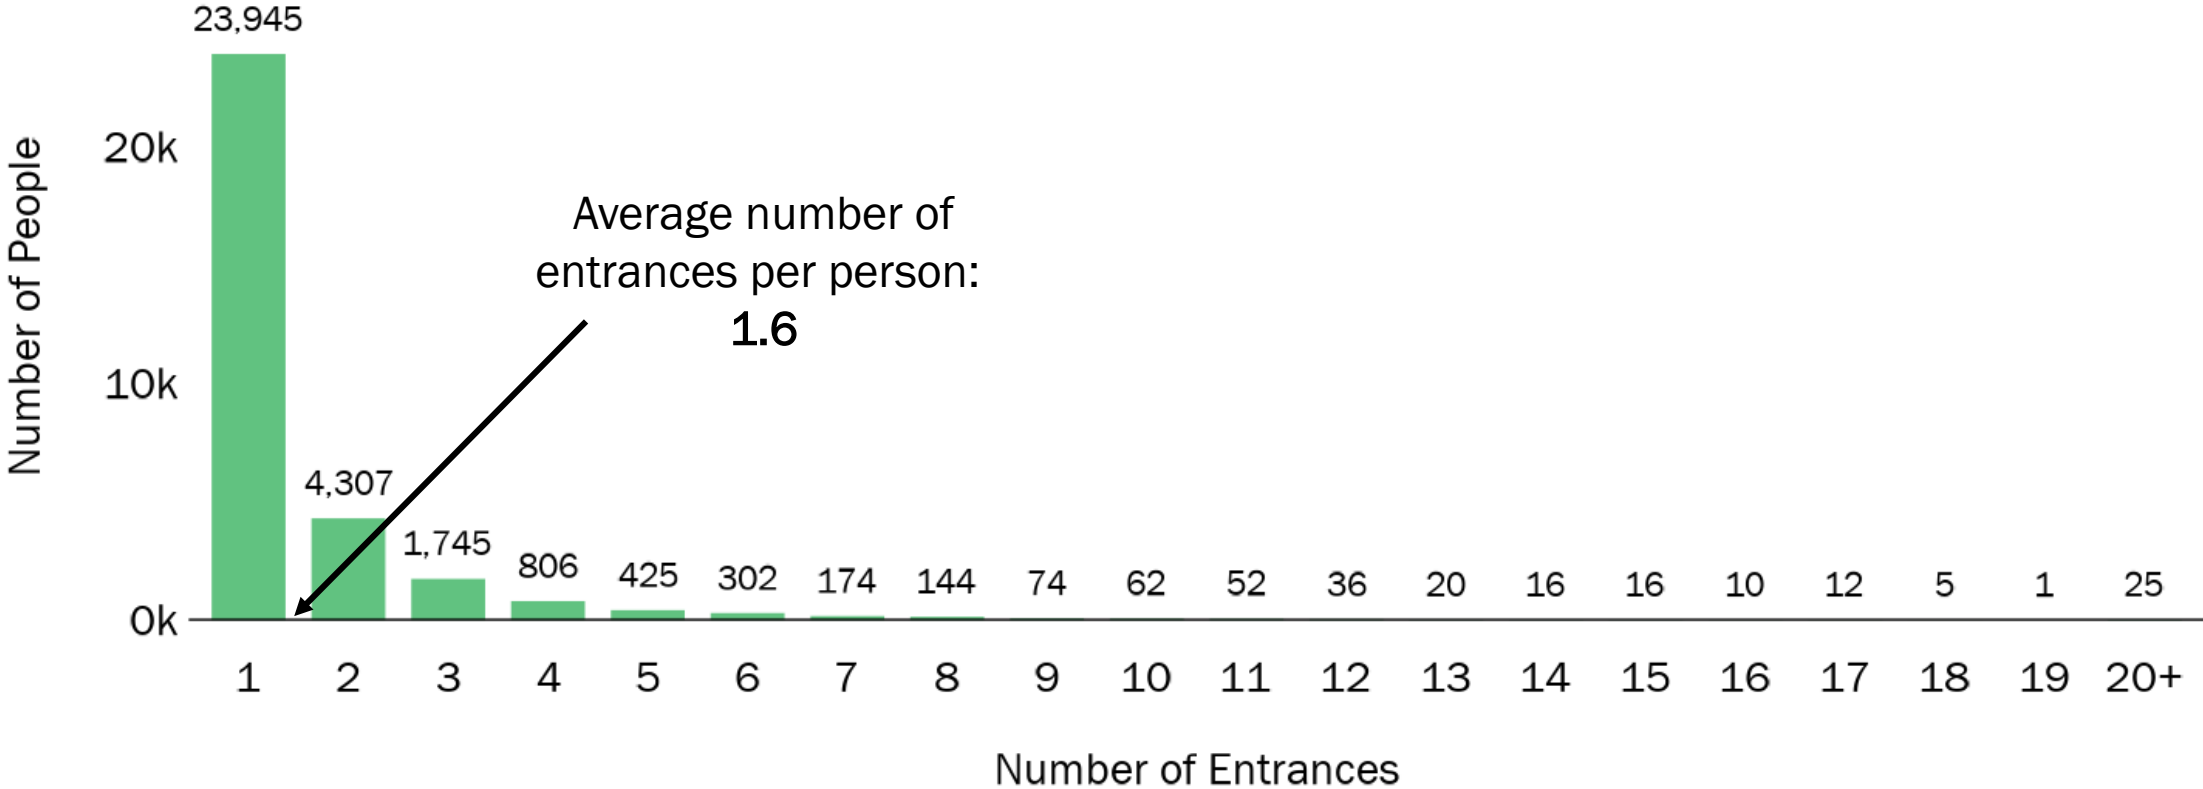 23,945
20k
10k
0k
Number of People
Average number of
entrances per person:
1.6
4,307
1,745
806
425
302
174
144
74
62
52
36
20
16
16
10
12
5
1
25
1 2 3 4 5 6 7 8 9 10 11 12 13 14 15 16 17 18 19 20+
Number of Entrances